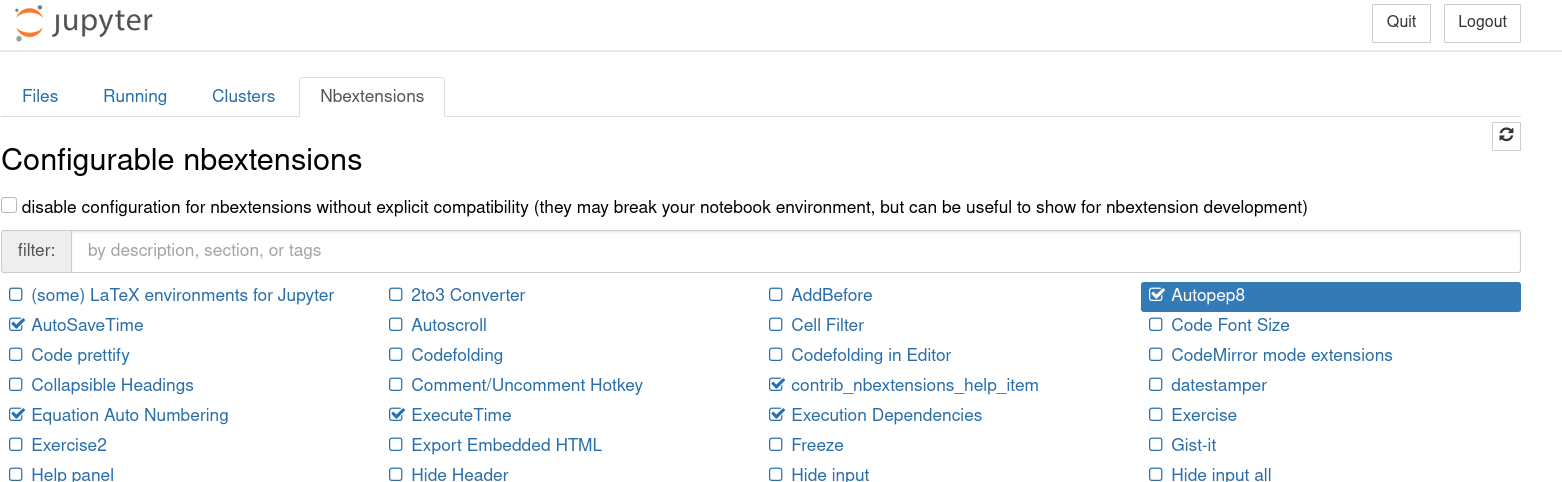 jupyter Quit Logout
Files Running Clusters Nbextensions
Configurable nbextensions
disable configuration for nbextensions without explicit compatibility (they may break your notebook environment, but can be useful to show for nbextension development)
filter: by description, section, or tags
(some) LaTeX environments for Jupyter 2to3 Converter AddBefore Autopep8
AutoSaveTime Autoscroll Cell Filter Code Font Size
Code prettify Codefolding Codefolding in Editor CodeMirror mode extensions
Collapsible Headings Comment/Uncomment Hotkey contrib_nbextensions_help_item datestamper
Equation Auto Numbering ExecuteTime Execution Dependencies Exercise
Exercise2 Export Embedded HTML Freeze Gist-it
Help panel Hide Header Hide input Hide input all